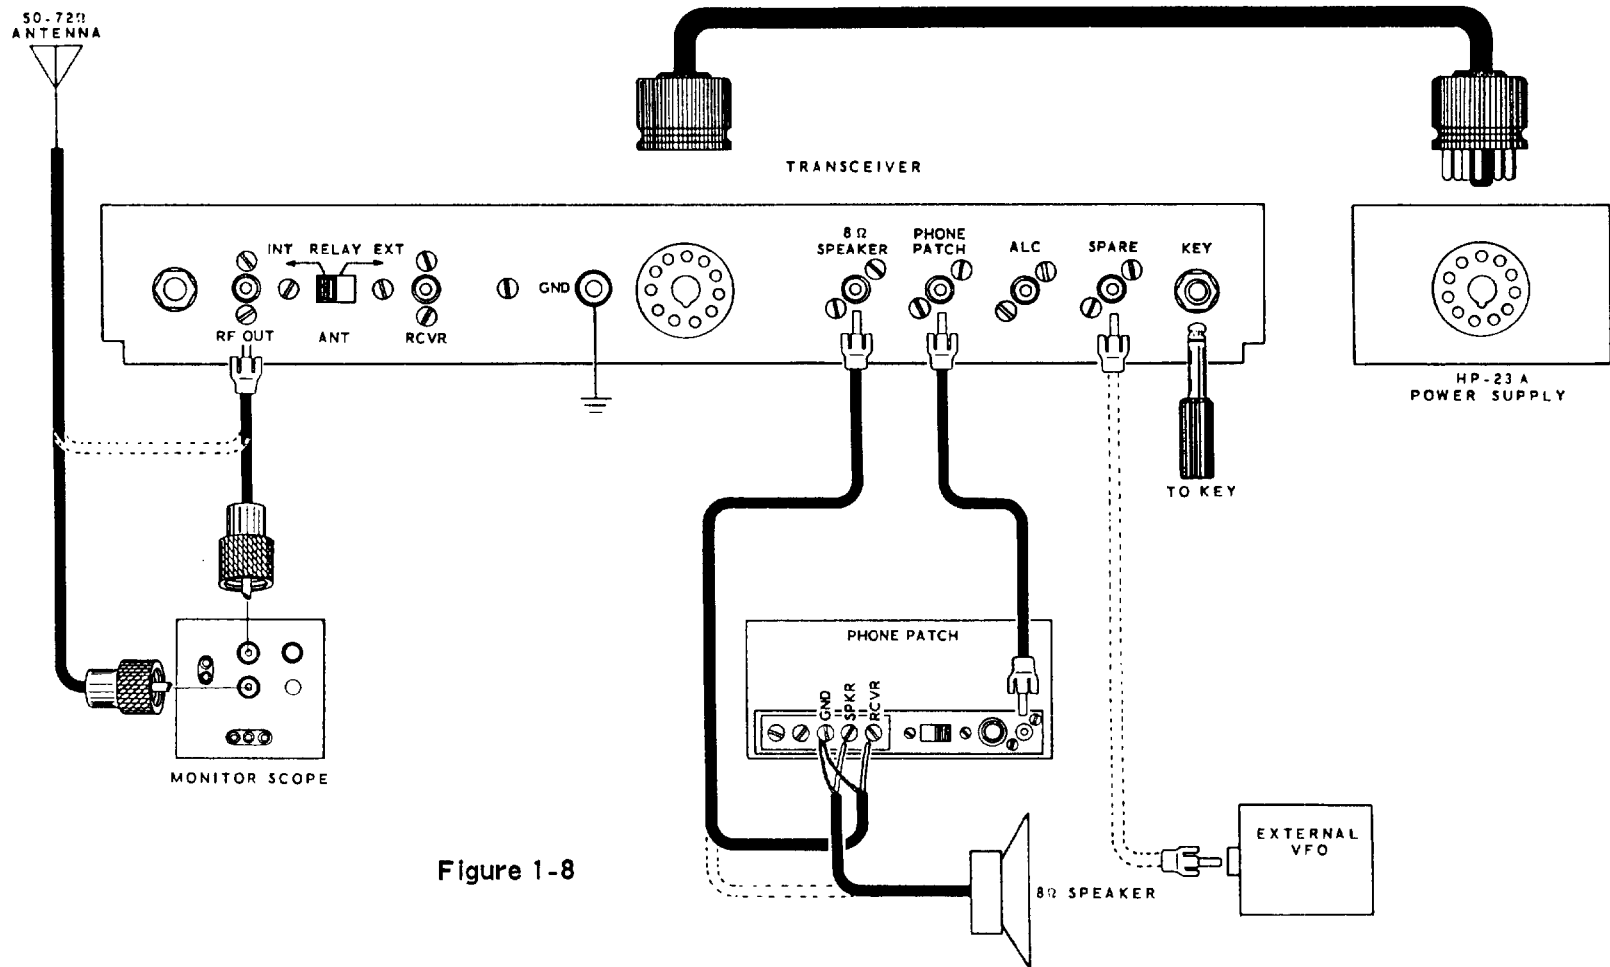 50-72Ω
ANTENNA
TRANSCEIVER
INT RELAY EXT
RF OUT
ANT
RCVR
GND
8 Ω
SPEAKER
PHONE
PATCH
ALC
SPARE
KEY
HP-23 A
POWER SUPPLY
TO KEY
MONITOR SCOPE
PHONE PATCH
GND
SPKR
RCVR
Figure 1-8
8Ω SPEAKER
EXTERNAL
VFO